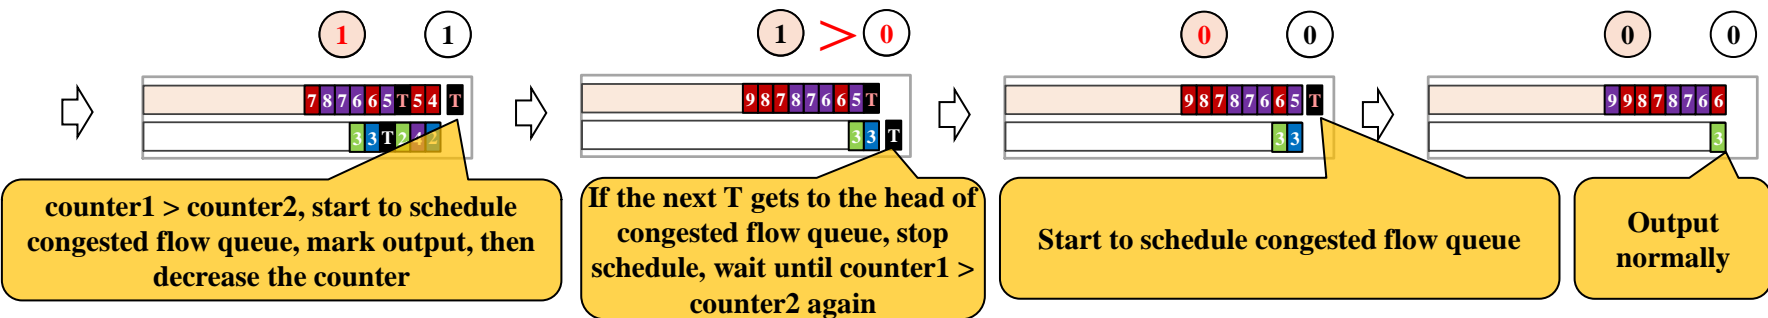 1 1
1 > 0
0 0
0 0
7 8 7 6 6 5 T 5 4 T
3 3 T 2 4 2
9 8 7 8 7 6 6 5 T
3 3 T
9 8 7 8 7 6 6 5 T
3 3
9 9 8 7 8 7 6 6
3
counter1 > counter2, start to schedule
congested flow queue, mark output, then
decrease the counter
If the next T gets to the head of
congested flow queue, stop
schedule, wait until counter1 >
counter2 again
Start to schedule congested flow queue
Output
normally